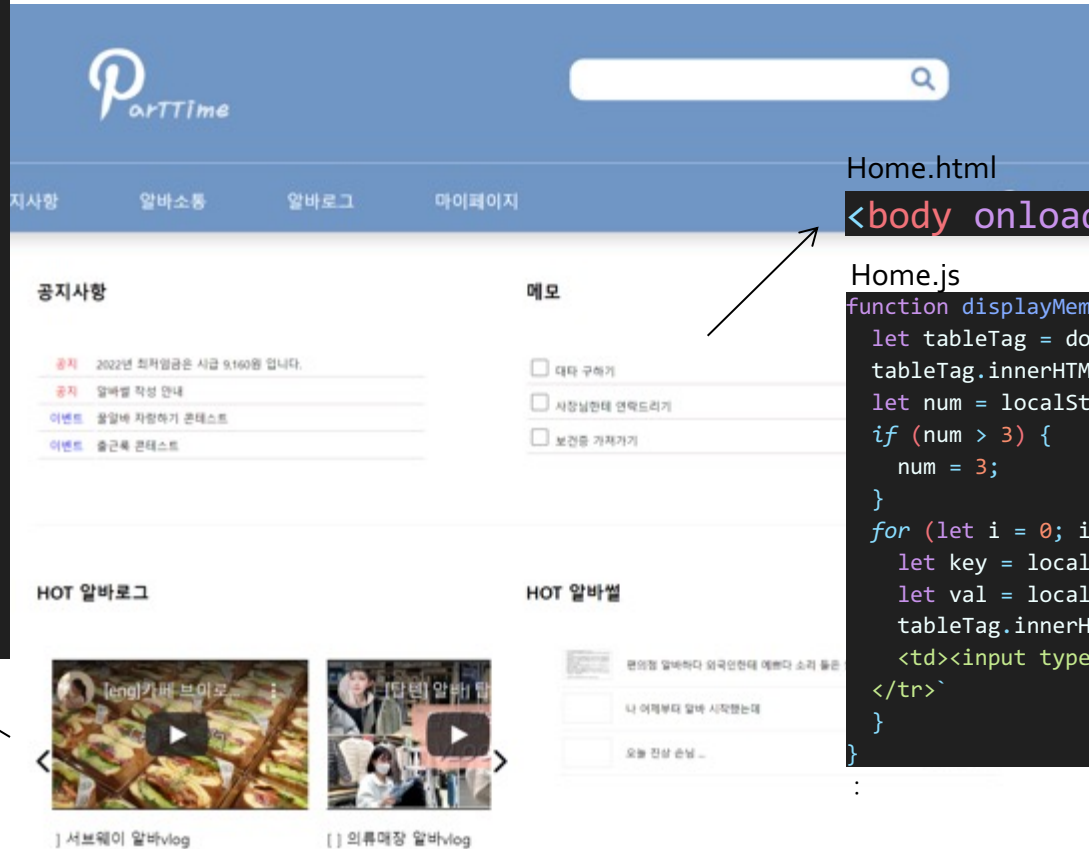 ParTTime
지사항 알바소통 알바로그 마이페이지
Home.html
<body onload
Home.js
function displayMem
let tableTag = do
tableTag.innerHTM
let num = localSt
if (num > 3) {
num = 3;
}
for (let i = 0; i
let key = local
let val = local
tableTag.innerH
<td><input type
</tr>`
}
}
:
공지사항
공지 2022년 최저임금은 시급 9,160원 입니다.
공지 알바썰 작성 안내
이벤트 꿀알바 자랑하기 콘테스트
이벤트 출근룩 콘테스트
메모
대타 구하기
사장님한테 연락드리기
보건증 가져가기
HOT 알바로그
[eng]카페 브이로...
[탑텐] 알바| 탑
] 서브웨이 알바vlog
[ ] 의류매장 알바vlog
HOT 알바썰
편의점 알바하다 외국인한테 예쁘다 소리 들은
나 어제부터 알바 시작했는데
오늘 진상 손님 ...